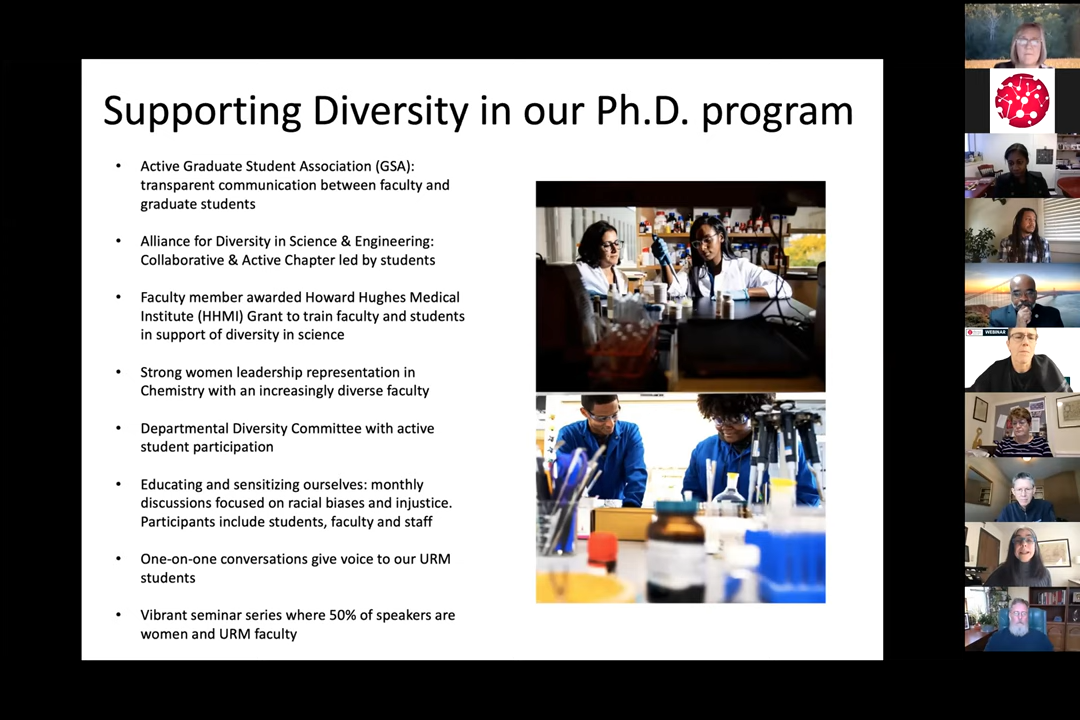 Supporting Diversity in our Ph.D. program
• Active Graduate Student Association (GSA):
transparent communication between faculty and
graduate students
• Alliance for Diversity in Science & Engineering:
Collaborative & Active Chapter led by students
• Faculty member awarded Howard Hughes Medical
Institute (HHMI) Grant to train faculty and students
in support of diversity in science
• Strong women leadership representation in
Chemistry with an increasingly diverse faculty
• Departmental Diversity Committee with active
student participation
• Educating and sensitizing ourselves: monthly
discussions focused on racial biases and injustice.
Participants include students, faculty and staff
• One-on-one conversations give voice to our URM
students
• Vibrant seminar series where 50% of speakers are
women and URM faculty
WEBINAR